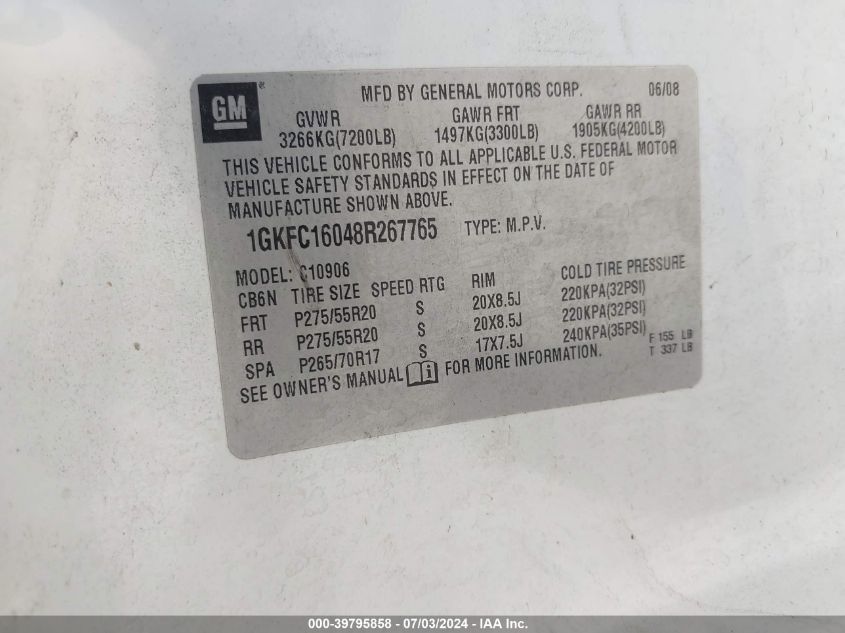 GM ®
MFD BY GENERAL MOTORS CORP. 06/08
GVWR GAWR FRT GAWR RR
3266KG(7200LB) 1497KG(3300LB) 1905KG(4200LB)
THIS VEHICLE CONFORMS TO ALL APPLICABLE U.S. FEDERAL MOTOR
VEHICLE SAFETY STANDARDS IN EFFECT ON THE DATE OF
MANUFACTURE SHOWN ABOVE.
1GKFC16048R267765 TYPE: M.P.V.
MODEL: C10906
CB6N TIRE SIZE SPEED RTG RIM COLD TIRE PRESSURE
FRT P275/55R20 S 20X8.5J 220KPA(32PSI)
RR P275/55R20 S 20X8.5J 220KPA(32PSI)
SPA P265/70R17 S 17X7.5J 240KPA(35PSI) F 155 LB
SEE OWNER'S MANUAL i FOR MORE INFORMATION. T 337 LB
000-39795858 - 07/03/2024 - IAA Inc.